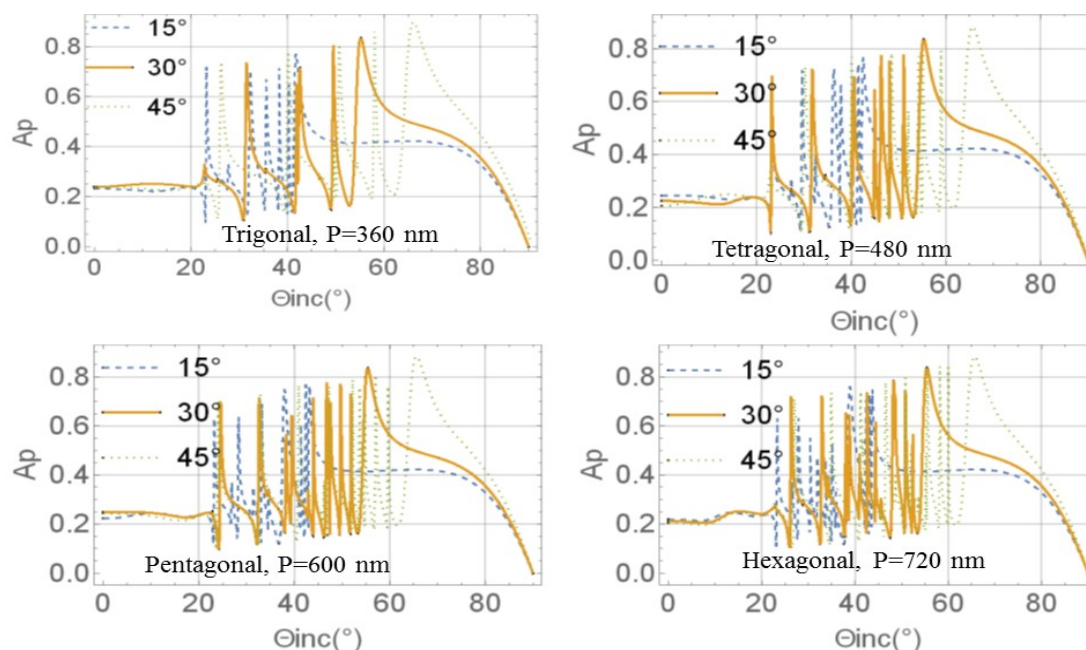 0.8
0.6
0.4
0.2
0.0
Ap
15°
30°
45°
Trigonal, P=360 nm
0 20 40 60 80
Θinc(°)
0.8
0.6
0.4
0.2
0.0
Ap
15°
30°
45°
Tetragonal, P=480 nm
0 20 40 60 80
Θinc(°)
0.8
0.6
0.4
0.2
0.0
Ap
15°
30°
45°
Pentagonal, P=600 nm
0 20 40 60 80
Θinc(°)
0.8
0.6
0.4
0.2
0.0
Ap
15°
30°
45°
Hexagonal, P=720 nm
0 20 40 60 80
Θinc(°)